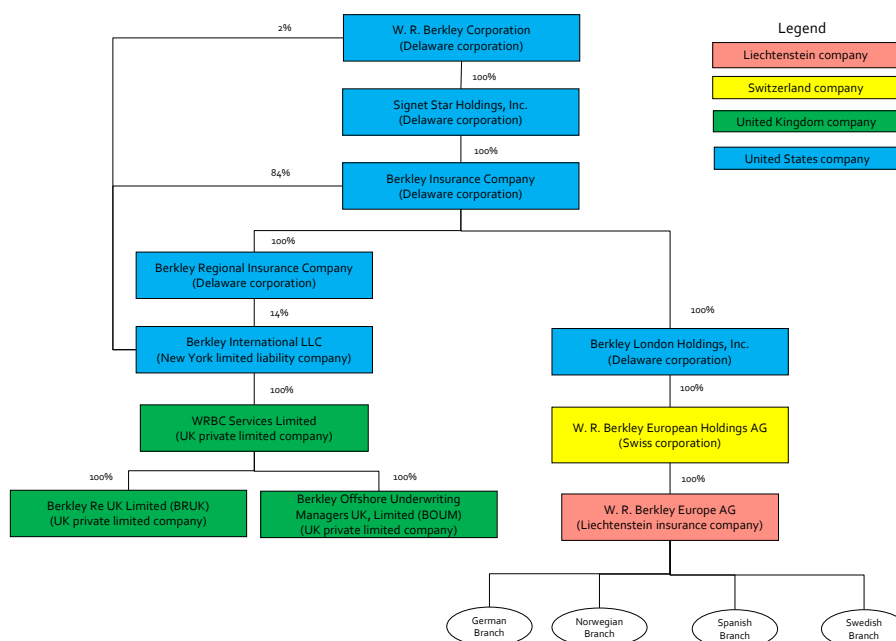 2%
W. R. Berkley Corporation
(Delaware corporation)
Legend
Liechtenstein company
100%
Switzerland company
Signet Star Holdings, Inc.
(Delaware corporation)
United Kingdom company
100%
United States company
84%
Berkley Insurance Company
(Delaware corporation)
100%
Berkley Regional Insurance Company
(Delaware corporation)
14%
100%
Berkley International LLC
(New York limited liability company)
Berkley London Holdings, Inc.
(Delaware corporation)
100%
100%
WRBC Services Limited
(UK private limited company)
W. R. Berkley European Holdings AG
(Swiss corporation)
100%
100%
100%
Berkley Re UK Limited (BRUK)
(UK private limited company)
Berkley Offshore Underwriting
Managers UK, Limited (BOUM)
(UK private limited company)
W. R. Berkley Europe AG
(Liechtenstein insurance company)
German
Branch
Norwegian
Branch
Spanish
Branch
Swedish
Branch